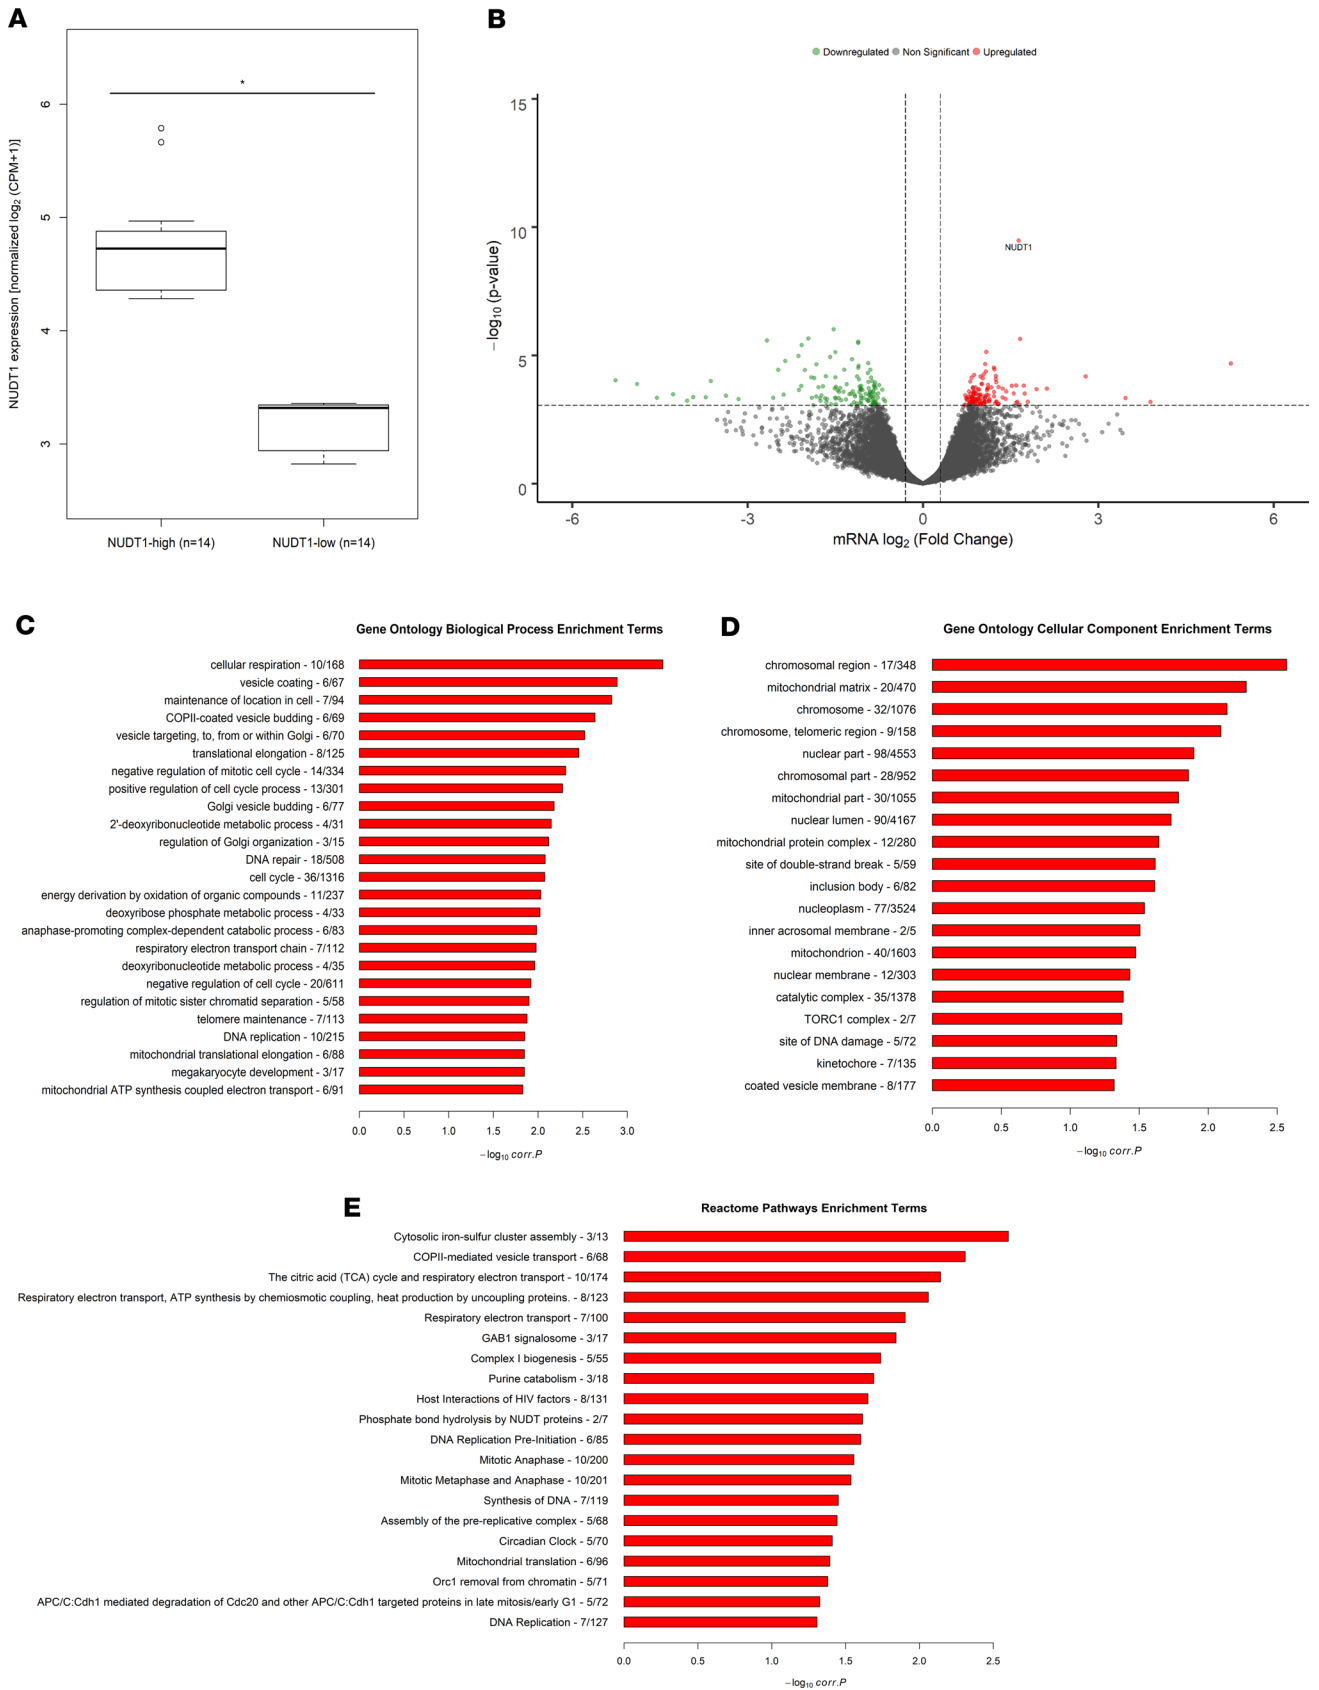 A
NUDT1 expression [normalized log2 (CPM+1)]
6
5
4
3
*
NUDT1-high (n=14)
NUDT1-low (n=14)
B
Downregulated
Non Significant
Upregulated
−log10 (p-value)
15
10
5
0
NUDT1
-6
-3
0
3
6
mRNA log2 (Fold Change)
C
Gene Ontology Biological Process Enrichment Terms
cellular respiration - 10/168
vesicle coating - 6/67
maintenance of location in cell - 7/94
COPII-coated vesicle budding - 6/69
vesicle targeting, to, from or within Golgi - 6/70
translational elongation - 8/125
negative regulation of mitotic cell cycle - 14/334
positive regulation of cell cycle process - 13/301
Golgi vesicle budding - 6/77
2'-deoxyribonucleotide metabolic process - 4/31
regulation of Golgi organization - 3/15
DNA repair - 18/508
cell cycle - 36/1316
energy derivation by oxidation of organic compounds - 11/237
deoxyribose phosphate metabolic process - 4/33
anaphase-promoting complex-dependent catabolic process - 6/83
respiratory electron transport chain - 7/112
deoxyribonucleotide metabolic process - 4/35
negative regulation of cell cycle - 20/611
regulation of mitotic sister chromatid separation - 5/58
telomere maintenance - 7/113
DNA replication - 10/215
mitochondrial translational elongation - 6/88
megakaryocyte development - 3/17
mitochondrial ATP synthesis coupled electron transport - 6/91
0.0 0.5 1.0 1.5 2.0 2.5 3.0
−log10 corr.P
D
Gene Ontology Cellular Component Enrichment Terms
chromosomal region - 17/348
mitochondrial matrix - 20/470
chromosome - 32/1076
chromosome, telomeric region - 9/158
nuclear part - 98/4553
chromosomal part - 28/952
mitochondrial part - 30/1055
nuclear lumen - 90/4167
mitochondrial protein complex - 12/280
site of double-strand break - 5/59
inclusion body - 6/82
nucleoplasm - 77/3524
inner acrosomal membrane - 2/5
mitochondrion - 40/1603
nuclear membrane - 12/303
catalytic complex - 35/1378
TORC1 complex - 2/7
site of DNA damage - 5/72
kinetochore - 7/135
coated vesicle membrane - 8/177
0.0 0.5 1.0 1.5 2.0 2.5
−log10 corr.P
E
Reactome Pathways Enrichment Terms
Cytosolic iron-sulfur cluster assembly - 3/13
COPII-mediated vesicle transport - 6/68
The citric acid (TCA) cycle and respiratory electron transport - 10/174
Respiratory electron transport, ATP synthesis by chemiosmotic coupling, heat production by uncoupling proteins. - 8/123
Respiratory electron transport - 7/100
GAB1 signalosome - 3/17
Complex I biogenesis - 5/55
Purine catabolism - 3/18
Host Interactions of HIV factors - 8/131
Phosphate bond hydrolysis by NUDT proteins - 2/7
DNA Replication Pre-Initiation - 6/85
Mitotic Anaphase - 10/200
Mitotic Metaphase and Anaphase - 10/201
Synthesis of DNA - 7/119
Assembly of the pre-replicative complex - 5/68
Circadian Clock - 5/70
Mitochondrial translation - 6/96
Orc1 removal from chromatin - 5/71
APC/C:Cdh1 mediated degradation of Cdc20 and other APC/C:Cdh1 targeted proteins in late mitosis/early G1 - 5/72
DNA Replication - 7/127
0.0 0.5 1.0 1.5 2.0 2.5
−log10 corr.P